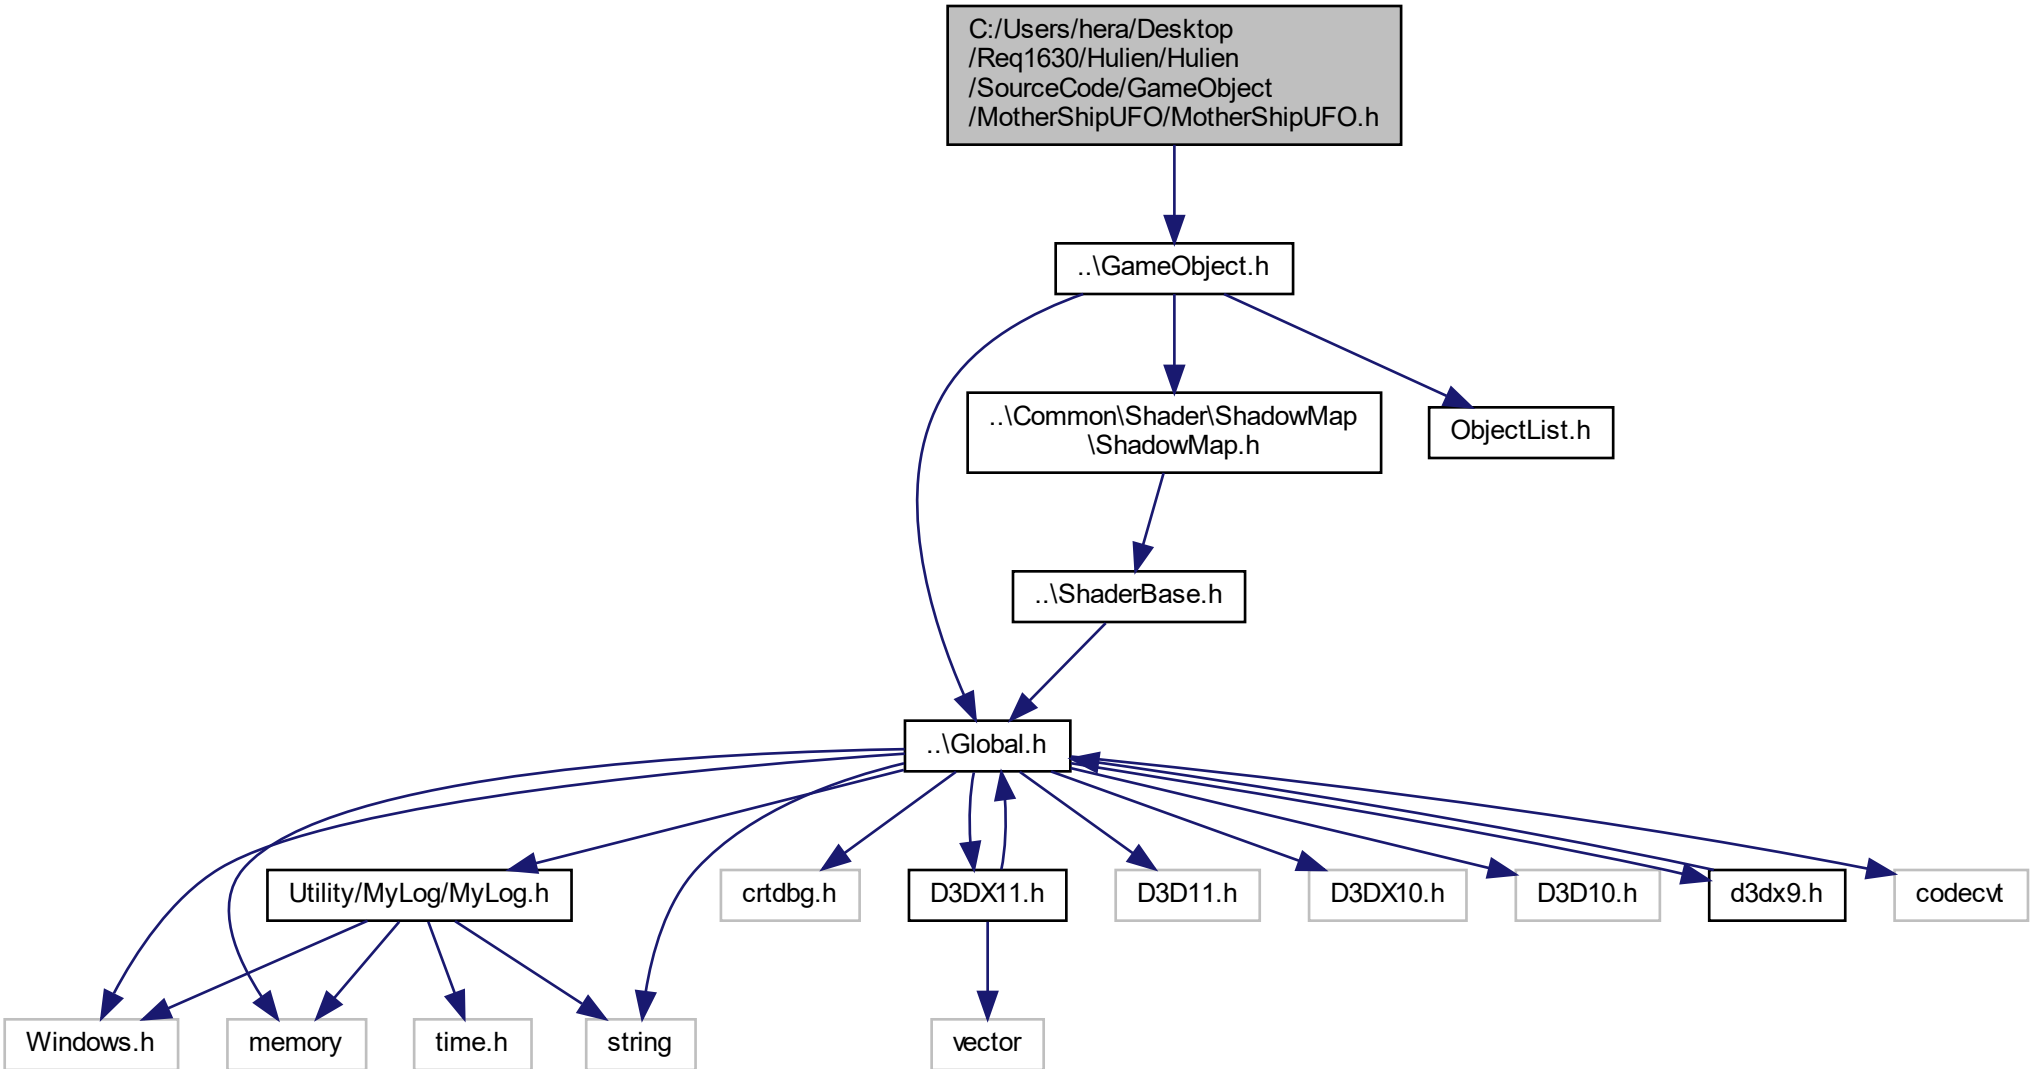 C:/Users/hera/Desktop
/Req1630/Hulien/Hulien
/SourceCode/GameObject
/MotherShipUFO/MotherShipUFO.h
..\GameObject.h
..\Common\Shader\ShadowMap
\ShadowMap.h
ObjectList.h
..\ShaderBase.h
..\Global.h
Utility/MyLog/MyLog.h
crtdbg.h
D3DX11.h
D3D11.h
D3DX10.h
D3D10.h
d3dx9.h
codecvt
Windows.h
memory
time.h
string
vector